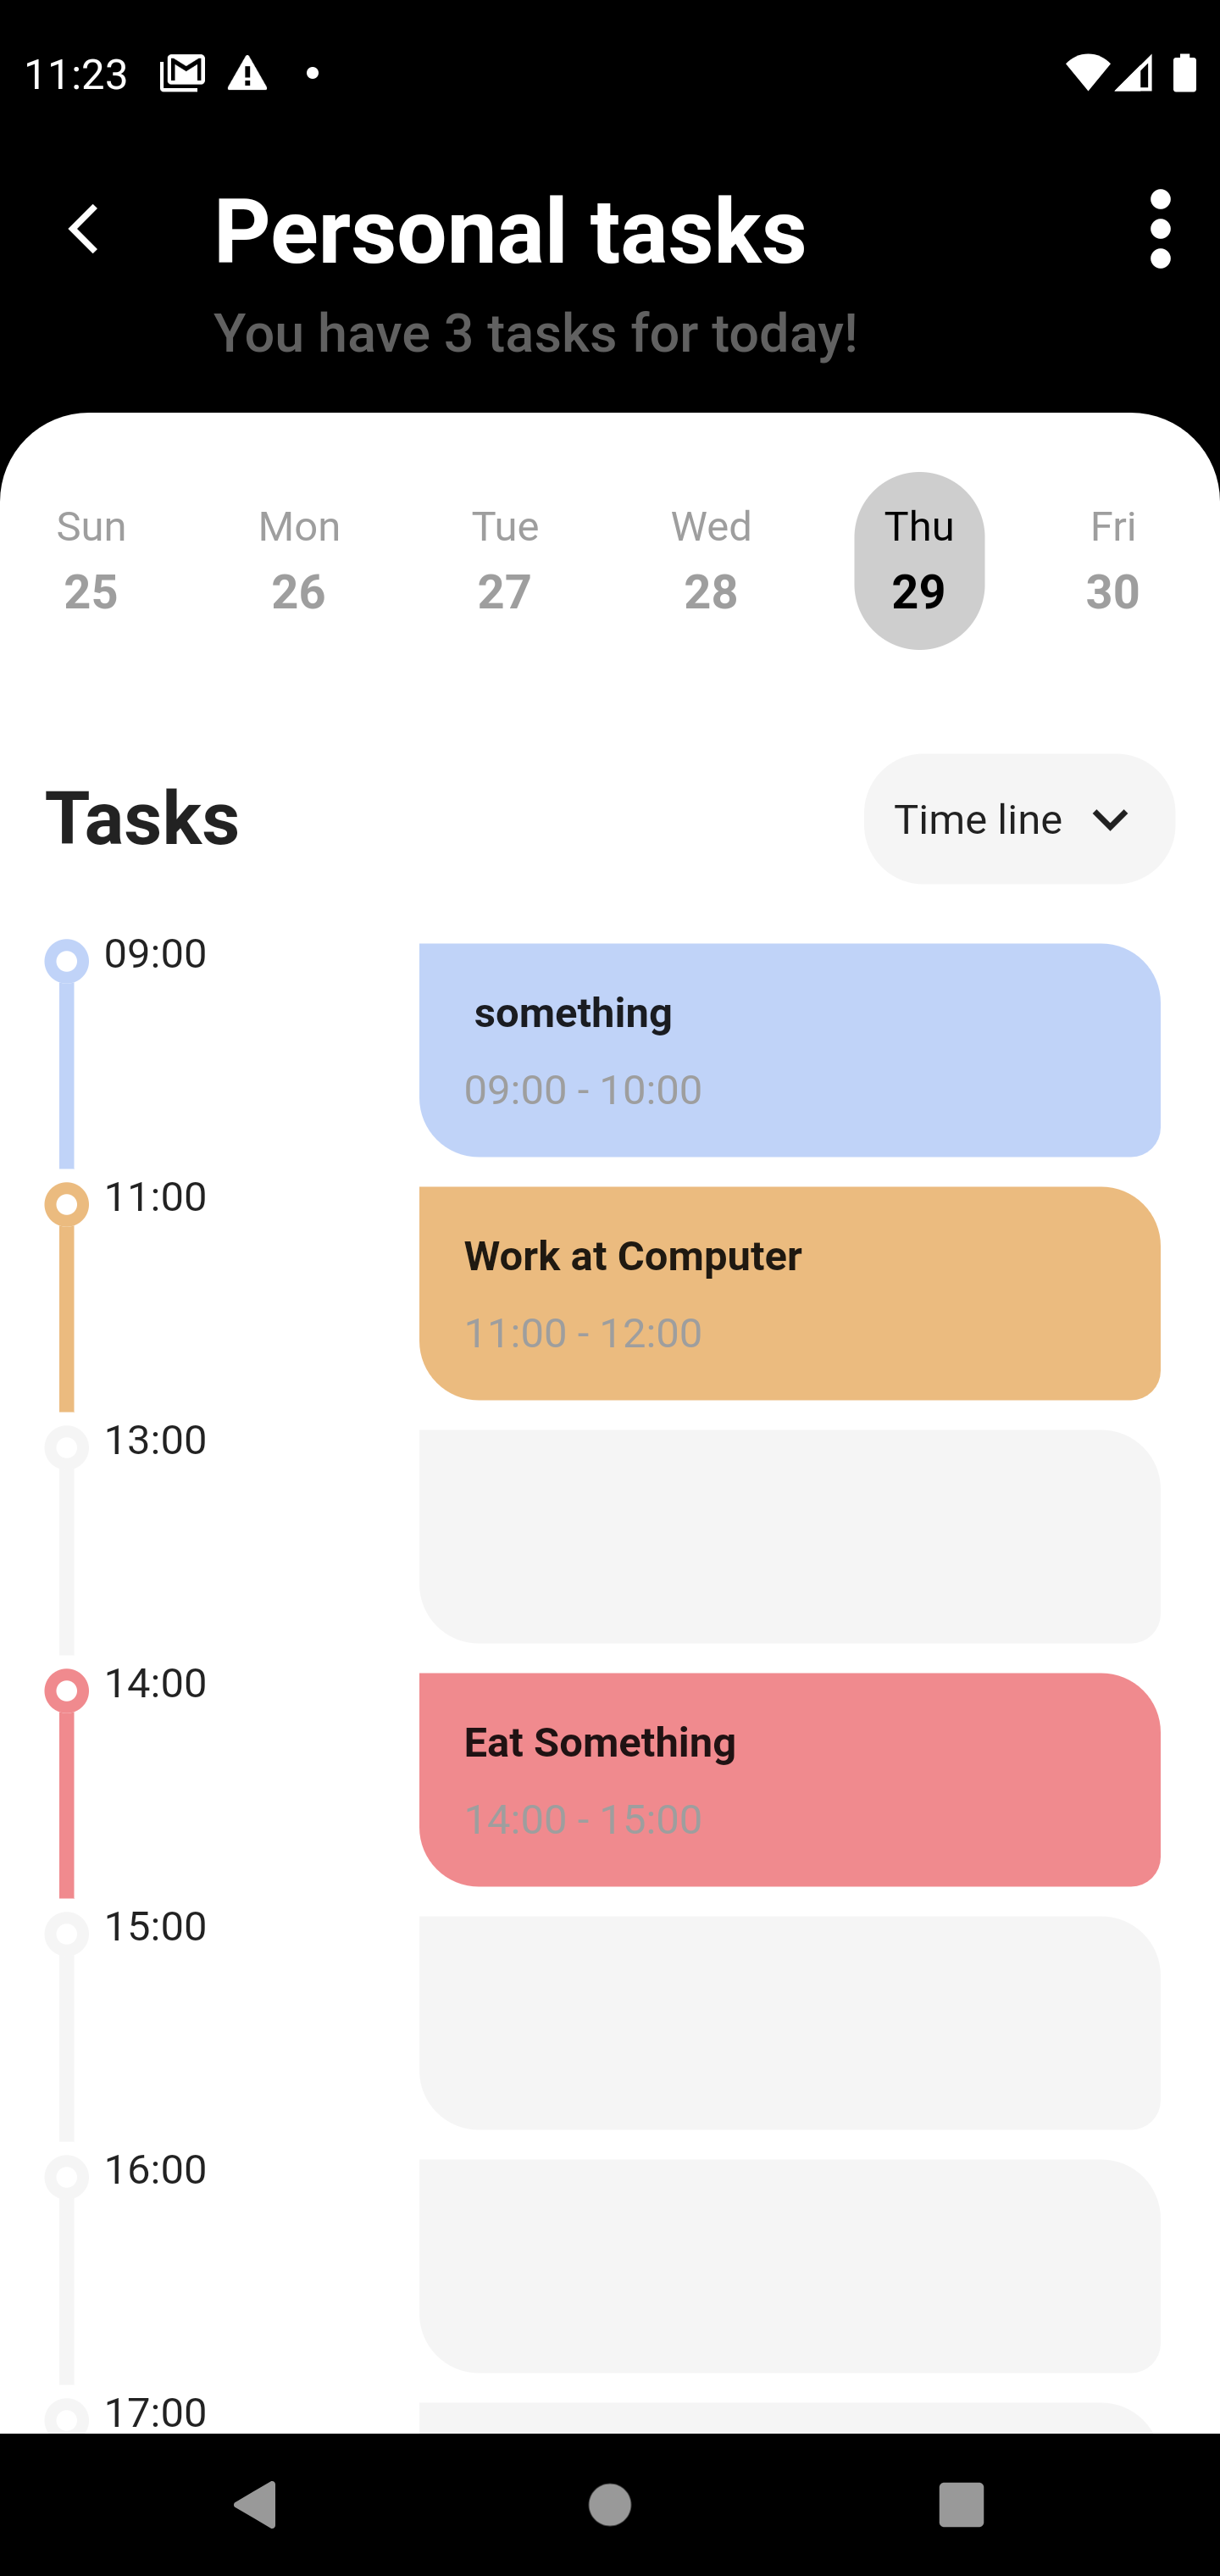 11:23
Personal tasks
You have 3 tasks for today!
Sun Mon Tue Wed Thu Fri
25 26 27 28 29 30
Tasks
Time line
09:00
something
09:00 - 10:00
11:00
Work at Computer
11:00 - 12:00
13:00
14:00
Eat Something
14:00 - 15:00
15:00
16:00
17:00